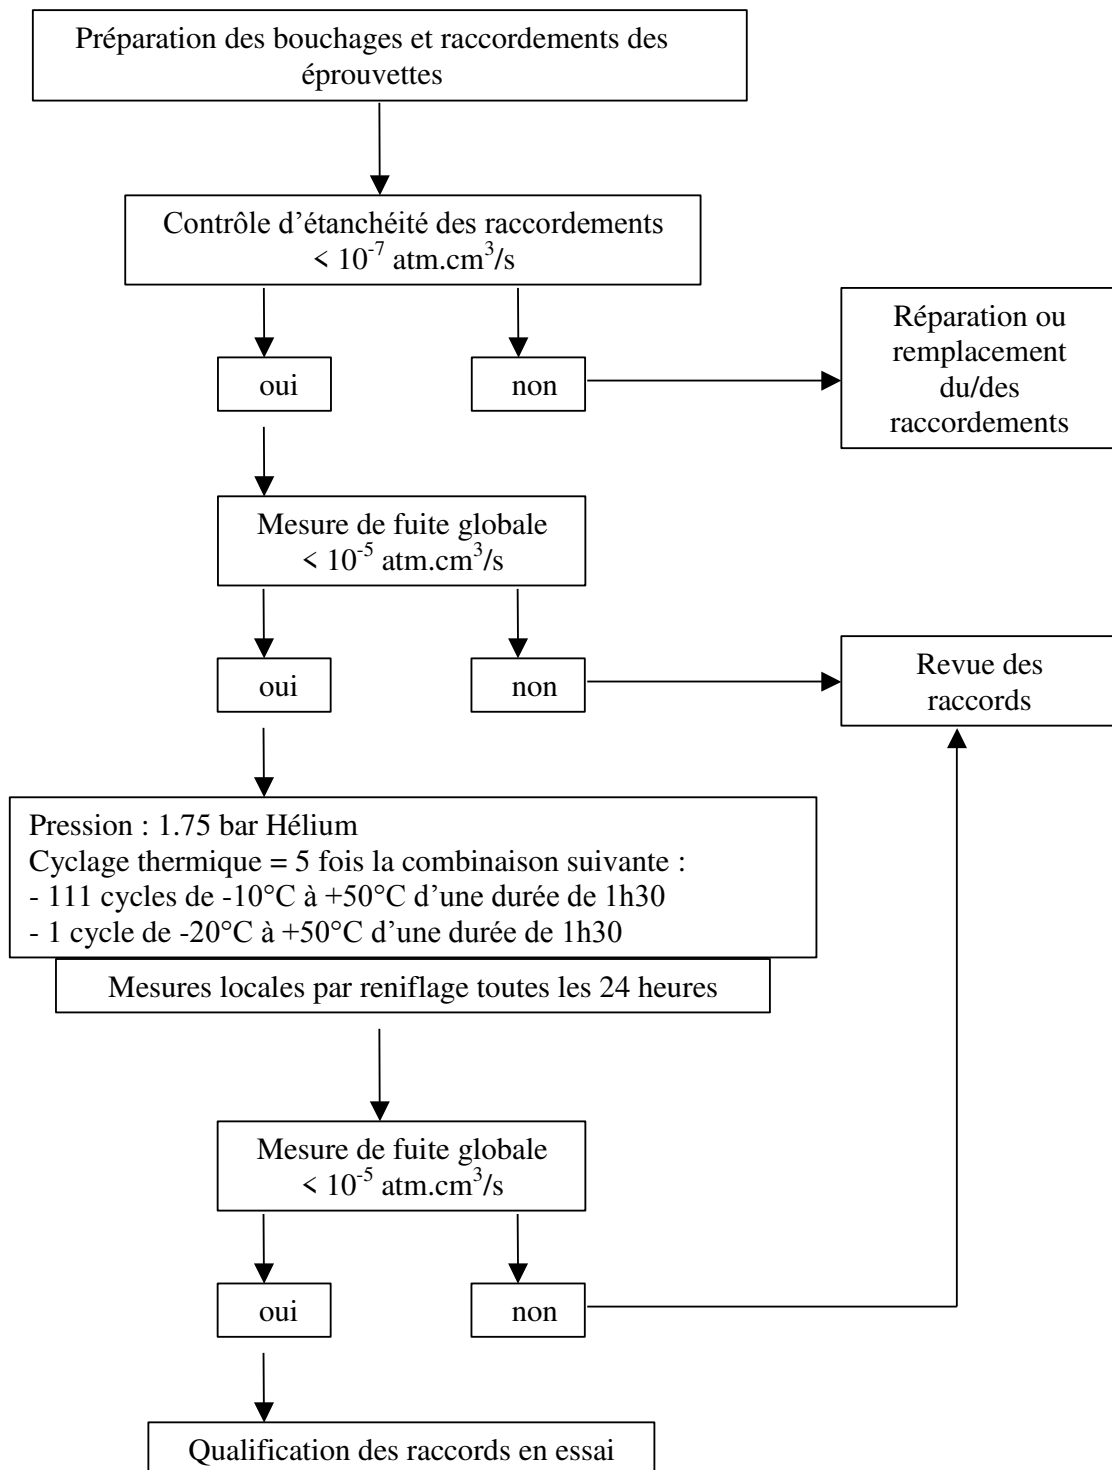 Préparation des bouchages et raccordements des
éprouvettes
Contrôle d’étanchéité des raccordements
< 10⁻⁷ atm.cm³/s
oui
non
Réparation ou
remplacement
du/des
raccordements
Mesure de fuite globale
< 10⁻⁵ atm.cm³/s
oui
non
Revue des
raccords
Pression : 1.75 bar Hélium
Cyclage thermique = 5 fois la combinaison suivante :
- 111 cycles de -10°C à +50°C d’une durée de 1h30
- 1 cycle de -20°C à +50°C d’une durée de 1h30
Mesures locales par reniflage toutes les 24 heures
Mesure de fuite globale
< 10⁻⁵ atm.cm³/s
oui
non
Qualification des raccords en essai